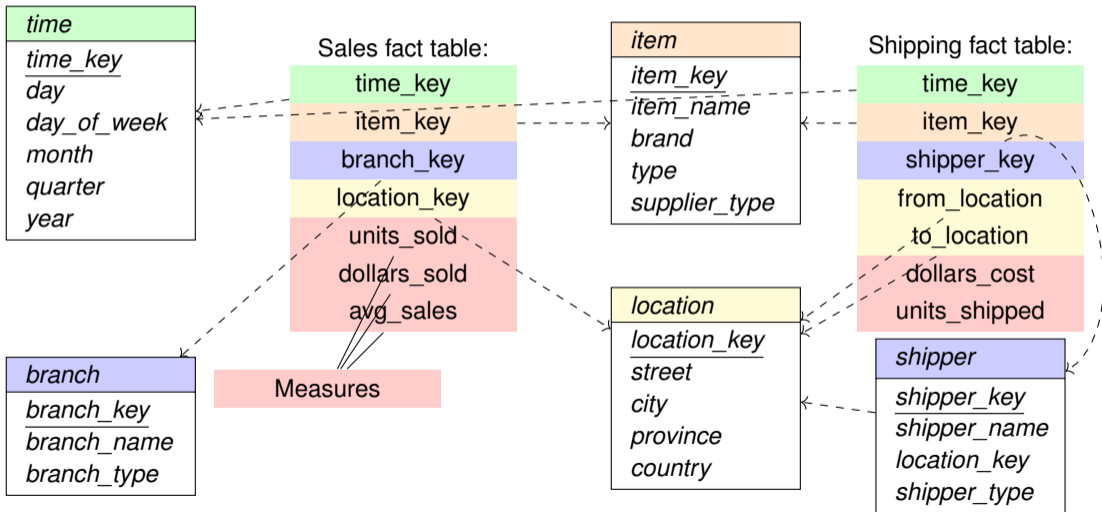 time
time_key
day
day_of_week
month
quarter
year
Sales fact table:
time_key
item_key
branch_key
location_key
units_sold
dollars_sold
avg_sales
Measures
branch
branch_key
branch_name
branch_type
item
item_key
item_name
brand
type
supplier_type
location
location_key
street
city
province
country
Shipping fact table:
time_key
item_key
shipper_key
from_location
to_location
dollars_cost
units_shipped
shipper
shipper_key
shipper_name
location_key
shipper_type